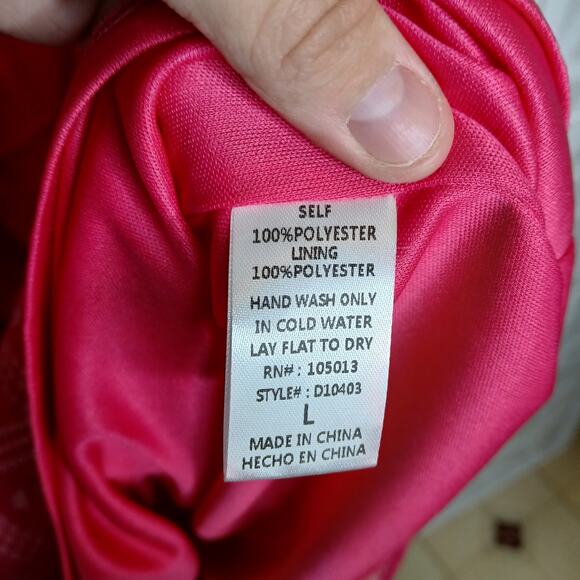 SELF
100%POLYESTER
LINING
100%POLYESTER
HAND WASH ONLY
IN COLD WATER
LAY FLAT TO DRY
RN# : 105013
STYLE# : D10403
L
MADE IN CHINA
HECHO EN CHINA